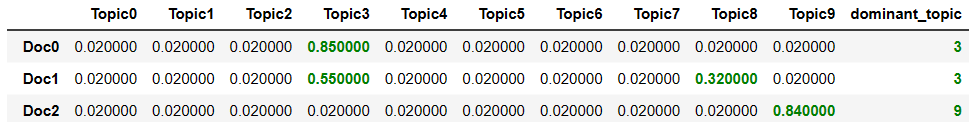 Topic0 Topic1 Topic2 Topic3 Topic4 Topic5 Topic6 Topic7 Topic8 Topic9 dominant_topic
Doc0 0.020000 0.020000 0.020000 0.850000 0.020000 0.020000 0.020000 0.020000 0.020000 0.020000 3
Doc1 0.020000 0.020000 0.020000 0.550000 0.020000 0.020000 0.020000 0.020000 0.320000 0.020000 3
Doc2 0.020000 0.020000 0.020000 0.020000 0.020000 0.020000 0.020000 0.020000 0.020000 0.840000 9